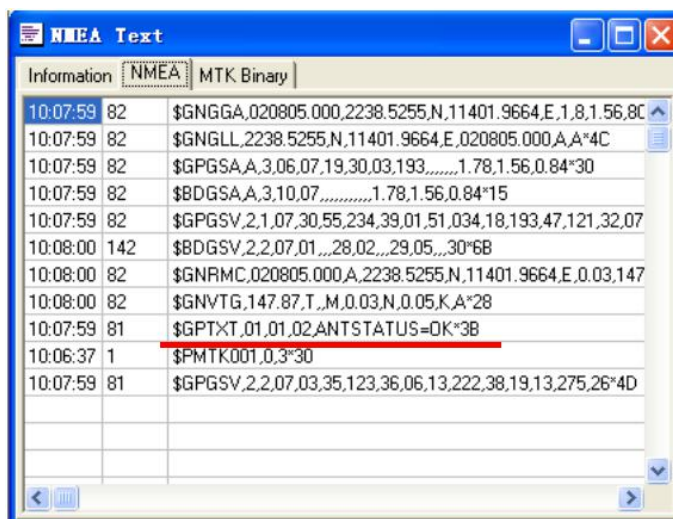 NMEA Text
Information NMEA MTK Binary
10:07:59 82 $GNGGA,020805.000,2238.5255,N,11401.9664,E,1,8,1.56,80
10:07:59 82 $GNGLL,2238.5255,N,11401.9664,E,020805.000,A,A*4C
10:07:59 82 $GPGSA,A,3,06,07,19,30,03,193,,,,,,,1.78,1.56,0.84*30
10:07:59 82 $BDGSA,A,3,10,07,,,,,,,,,,,1.78,1.56,0.84*15
10:07:59 82 $GPGSV,2,1,07,30,55,234,39,01,51,034,18,193,47,121,32,07
10:08:00 142 $BDGSV,2,2,07,01,,,28,02,,,29,05,,,30*6B
10:08:00 82 $GNRMC,020805.000,A,2238.5255,N,11401.9664,E,0.03,147
10:08:00 82 $GNVTG,147.87,T,,M,0.03,N,0.05,K,A*28
10:07:59 81 $GPTXT,01,01,02,ANTSTATUS=OK*3B
10:06:37 1 $PMTK001,0,3*30
10:07:59 81 $GPGSV,2,2,07,03,35,123,36,06,13,222,38,19,13,275,26*4D